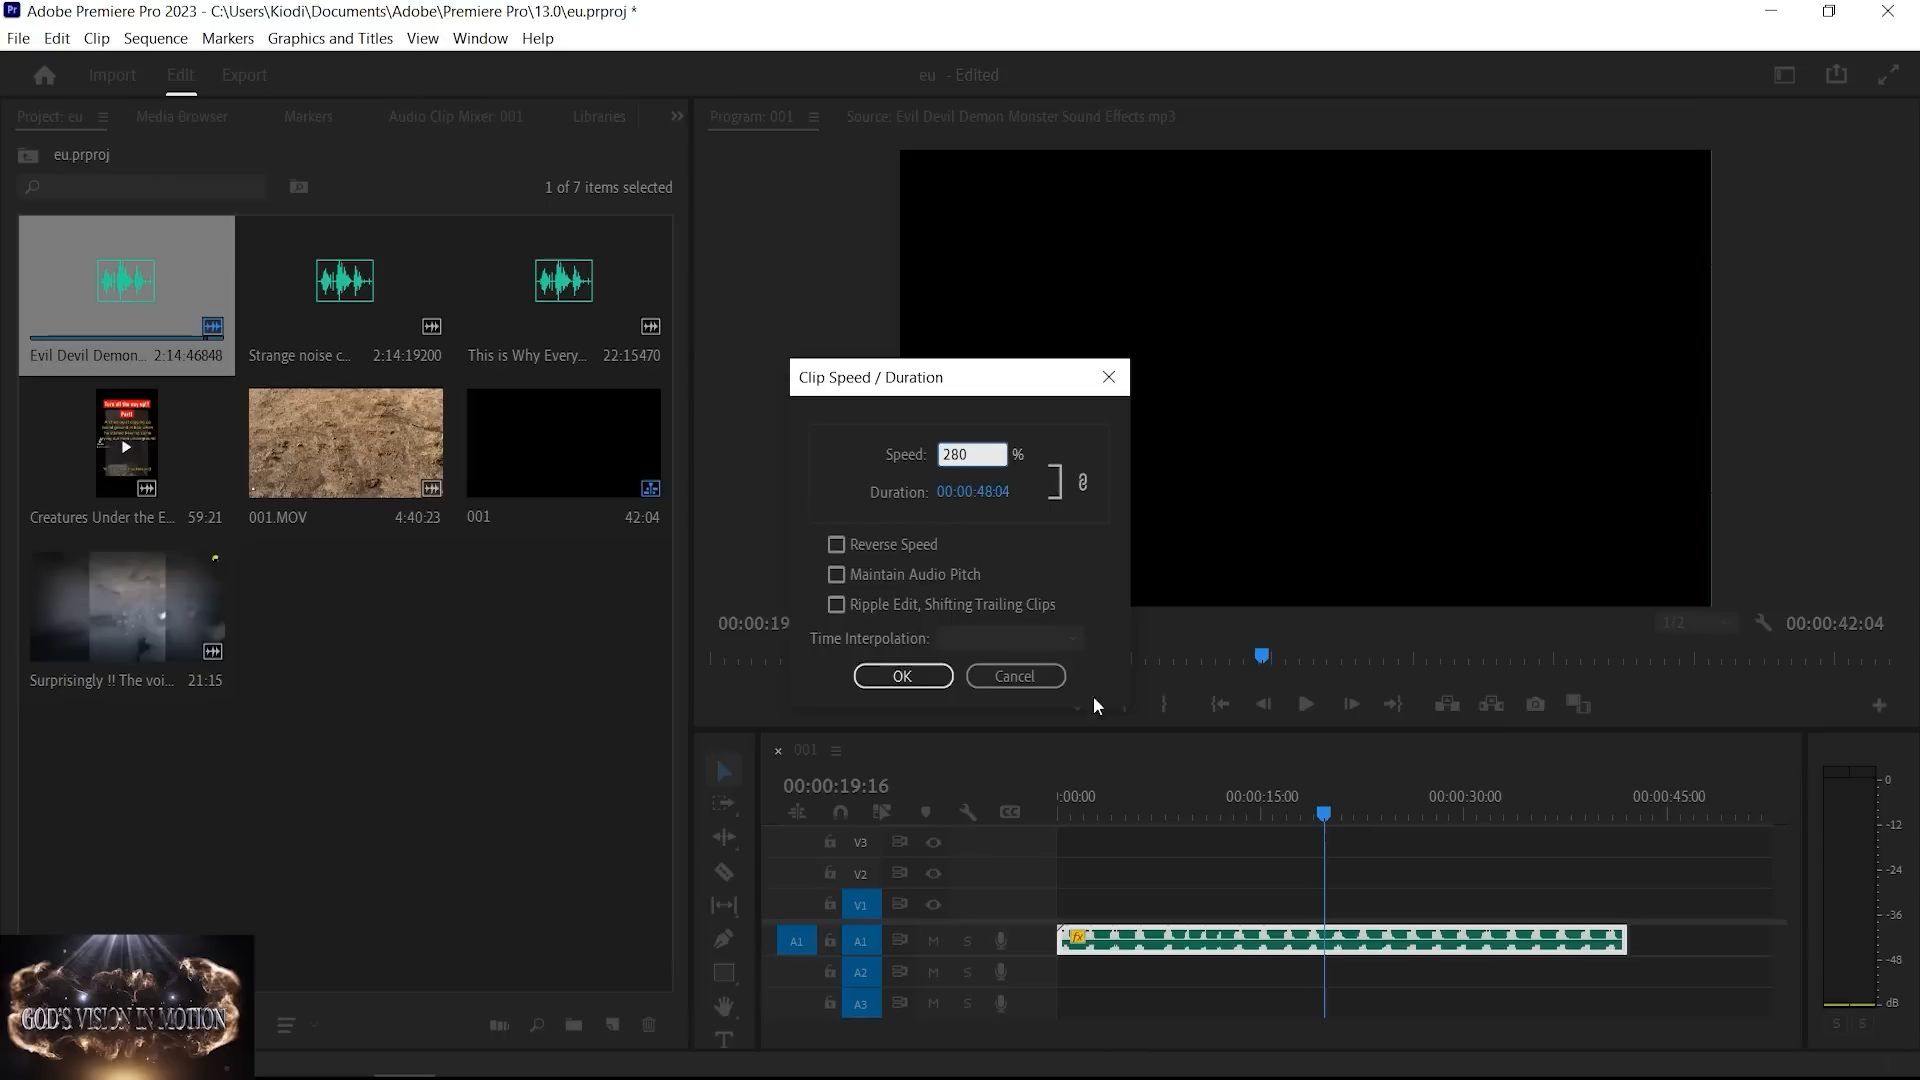 Pr Adobe Premiere Pro 2023 - C:\Users\Kiodi\Documents\Adobe\Premiere Pro\13.0\eu.prproj *
File Edit Clip Sequence Markers Graphics and Titles View Window Help
Import Edit Export eu - Edited
Project: eu Media Browser Markers Audio Clip Mixer: 001 Libraries
Program: 001 Source: Evil Devil Demon Monster Sound Effects.mp3
eu.prproj
1 of 7 items selected
Evil Devil Demon... 2:14:46848
Strange noise c... 2:14:19200
This is Why Every... 22:15470
Creatures Under the E... 59:21
001.MOV 4:40:23
001 42:04
Surprisingly !! The voi... 21:15
Clip Speed / Duration
Speed: 280 %
Duration: 00:00:48:04
Reverse Speed
Maintain Audio Pitch
Ripple Edit, Shifting Trailing Clips
Time Interpolation:
OK Cancel
00:00:19
1/2 00:00:42:04
001
00:00:19:16
:00:00 00:00:15:00 00:00:30:00 00:00:45:00
V3
V2
V1
A1 A1 M S
fx
A2 M S
A3 M S
0
-12
-24
-36
-48
dB
S S
GOD'S VISION IN MOTION